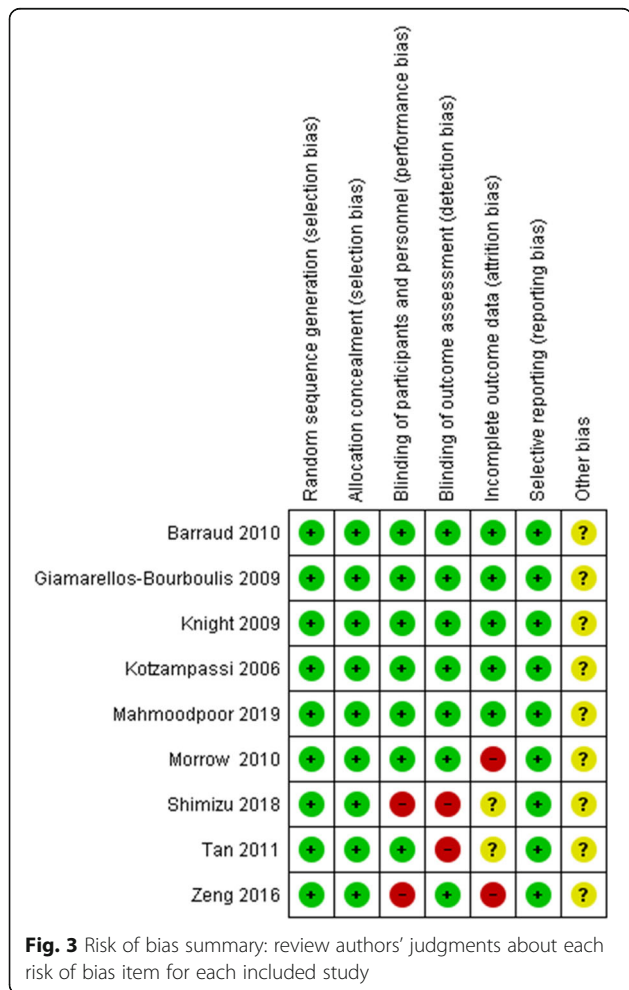 Random sequence generation (selection bias)
Allocation concealment (selection bias)
Blinding of participants and personnel (performance bias)
Blinding of outcome assessment (detection bias)
Incomplete outcome data (attrition bias)
Selective reporting (reporting bias)
Other bias
Barraud 2010 + + + + + + ?
Giamarellos-Bourboulis 2009 + + + + + + ?
Knight 2009 + + + + + + ?
Kotzampassi 2006 + + + + + + ?
Mahmoodpoor 2019 + + + + + + ?
Morrow 2010 + + + + - + ?
Shimizu 2018 + + - - ? + ?
Tan 2011 + + + - ? + ?
Zeng 2016 + + - + - + ?
Fig. 3 Risk of bias summary: review authors' judgments about each
risk of bias item for each included study